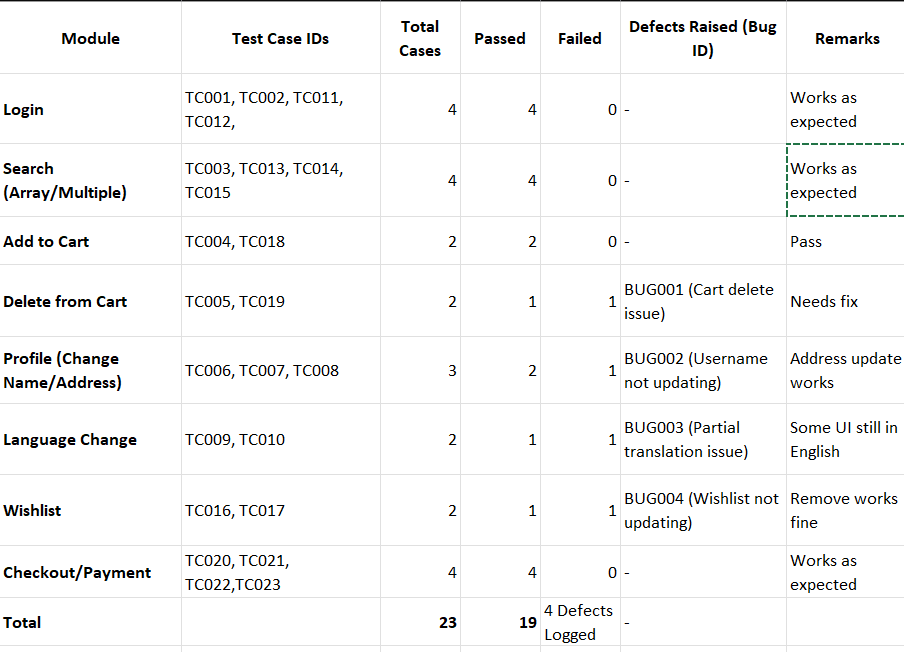 Module Test Case IDs Total Cases Passed Failed Defects Raised (Bug ID) Remarks
Login TC001, TC002, TC011, TC012, 4 4 0 - Works as expected
Search (Array/Multiple) TC003, TC013, TC014, TC015 4 4 0 - Works as expected
Add to Cart TC004, TC018 2 2 0 - Pass
Delete from Cart TC005, TC019 2 1 1 BUG001 (Cart delete issue) Needs fix
Profile (Change Name/Address) TC006, TC007, TC008 3 2 1 BUG002 (Username not updating) Address update works
Language Change TC009, TC010 2 1 1 BUG003 (Partial translation issue) Some UI still in English
Wishlist TC016, TC017 2 1 1 BUG004 (Wishlist not updating) Remove works fine
Checkout/Payment TC020, TC021, TC022,TC023 4 4 0 - Works as expected
Total 23 19 4 Defects Logged -